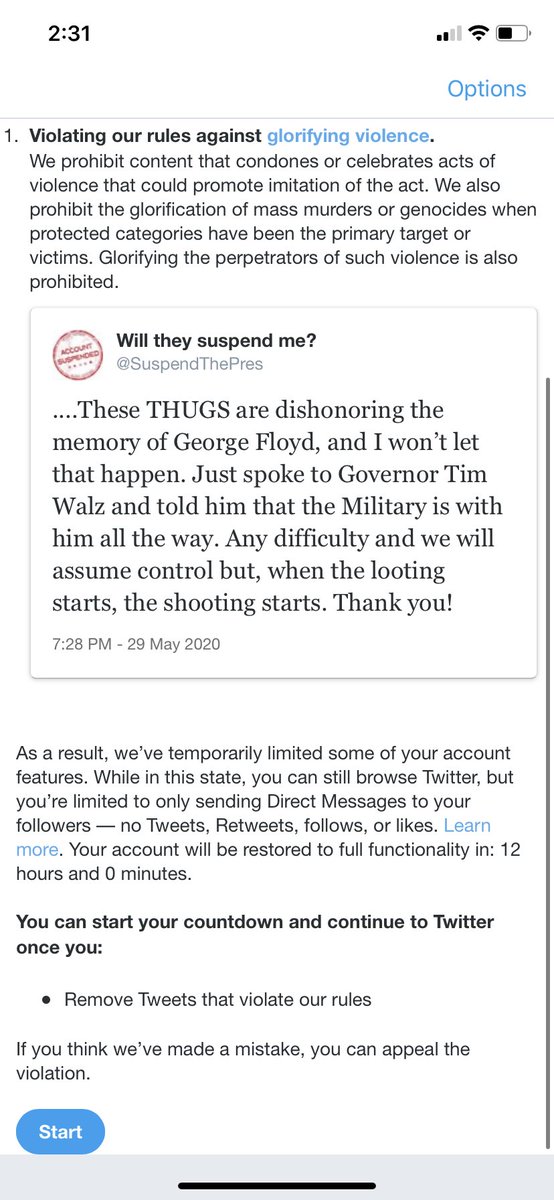 2:31
Options
1. Violating our rules against glorifying violence.
We prohibit content that condones or celebrates acts of
violence that could promote imitation of the act. We also
prohibit the glorification of mass murders or genocides when
protected categories have been the primary target or
victims. Glorifying the perpetrators of such violence is also
prohibited.
ACCOUNT
SUSPENDED
Will they suspend me?
@SuspendThePres
....These THUGS are dishonoring the
memory of George Floyd, and I won’t let
that happen. Just spoke to Governor Tim
Walz and told him that the Military is with
him all the way. Any difficulty and we will
assume control but, when the looting
starts, the shooting starts. Thank you!
7:28 PM - 29 May 2020
As a result, we’ve temporarily limited some of your account
features. While in this state, you can still browse Twitter, but
you’re limited to only sending Direct Messages to your
followers — no Tweets, Retweets, follows, or likes. Learn
more. Your account will be restored to full functionality in: 12
hours and 0 minutes.
You can start your countdown and continue to Twitter
once you:
• Remove Tweets that violate our rules
If you think we’ve made a mistake, you can appeal the
violation.
Start